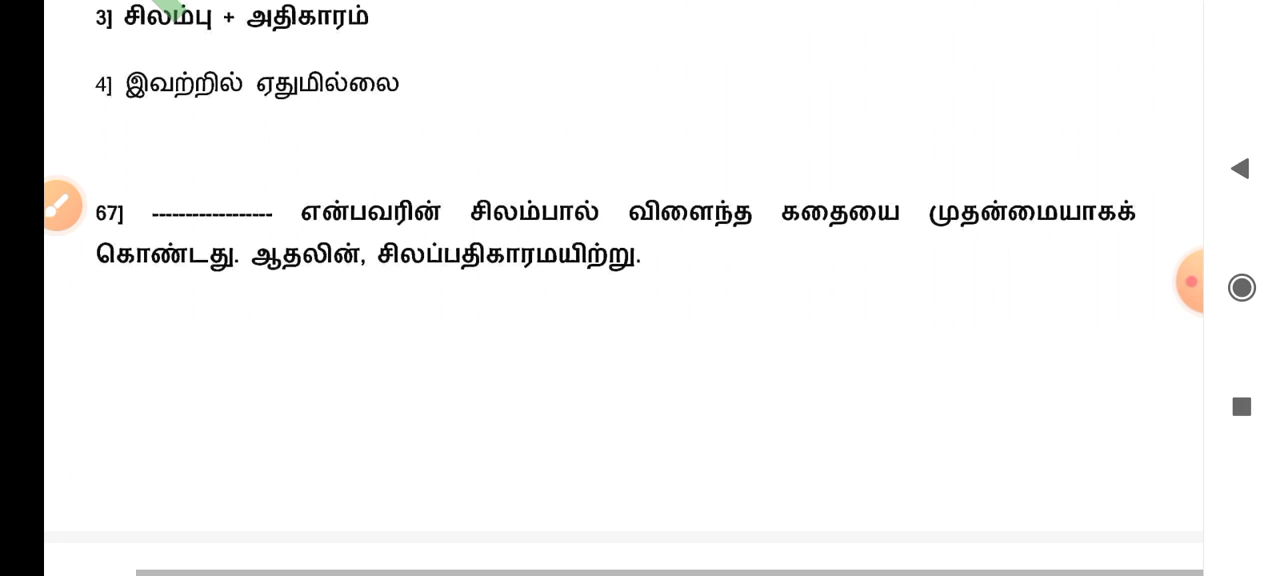 3] சிலம்பு + அதிகாரம்
4] இவற்றில் ஏதுமில்லை
67] ------------------ என்பவரின் சிலம்பால் விளைந்த கதையை முதன்மையாகக்
கொண்டது. ஆதலின், சிலப்பதிகாரமயிற்று.